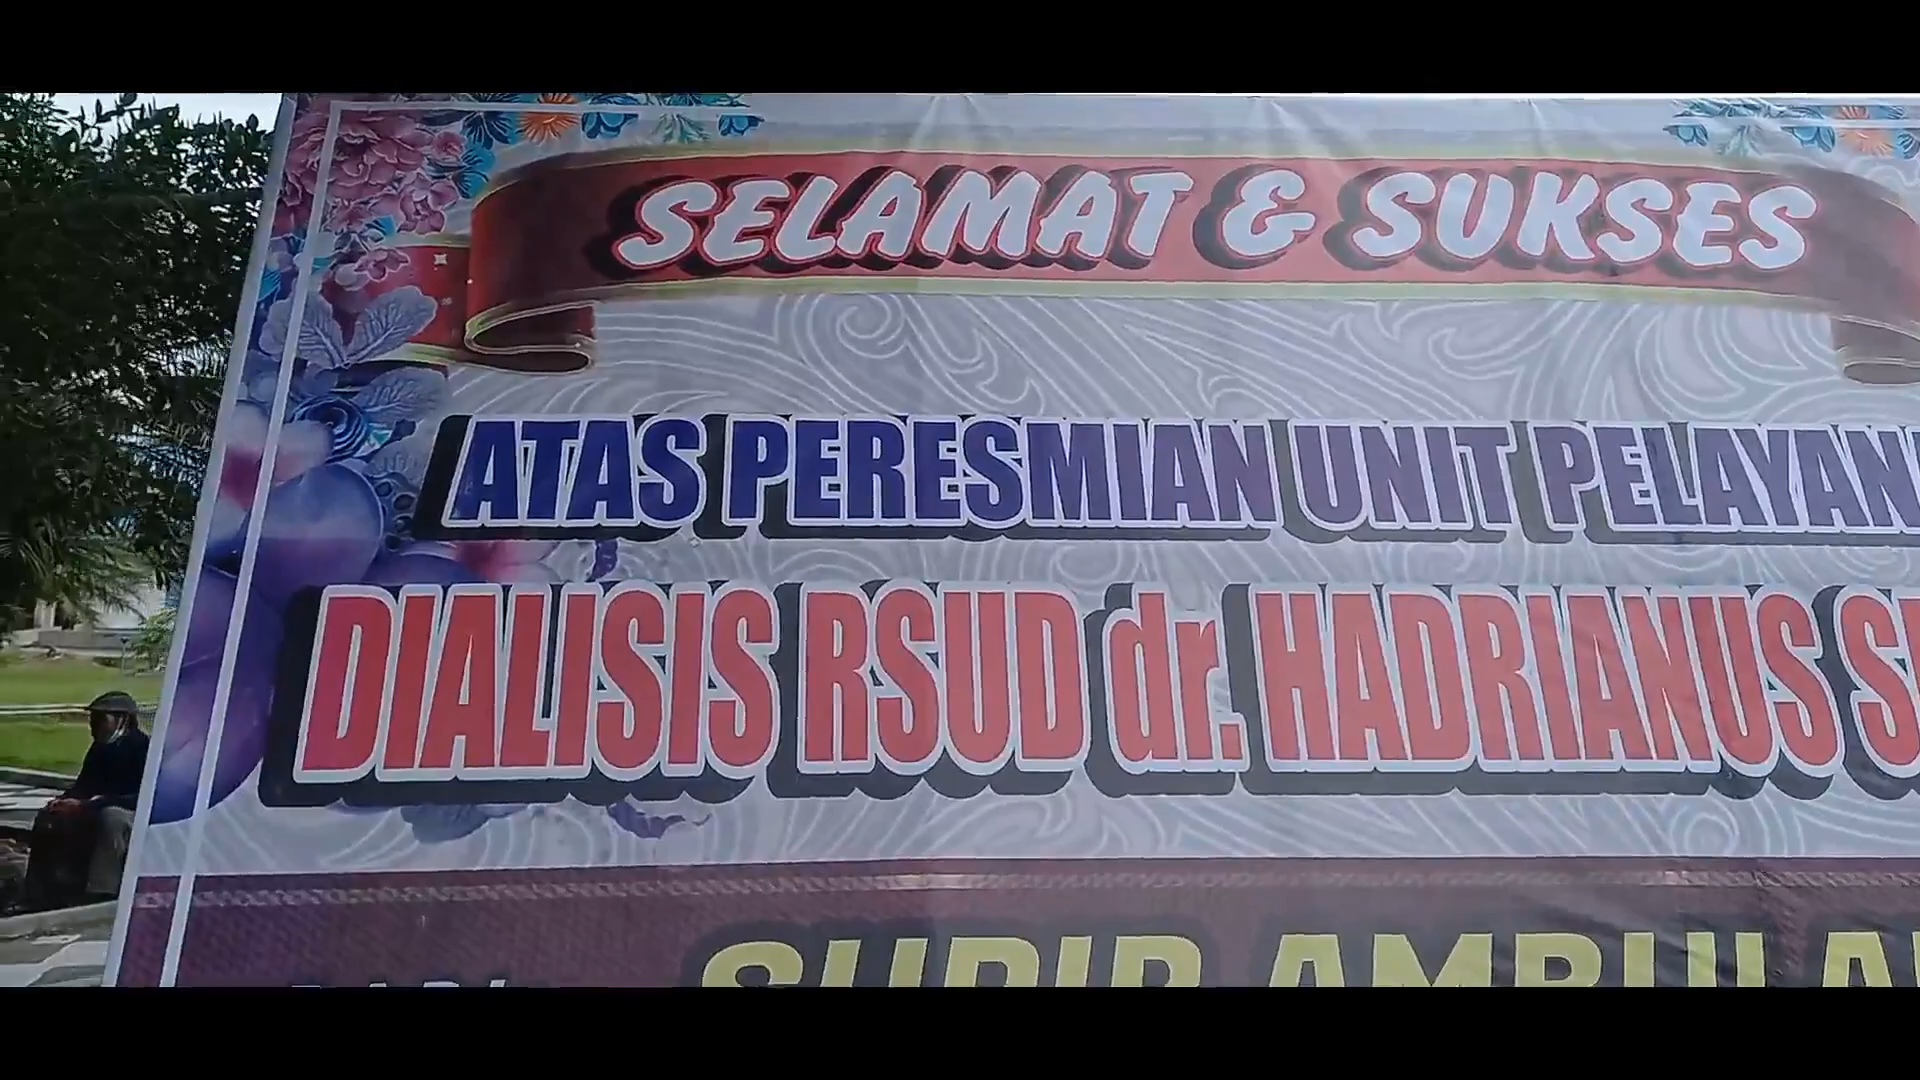 SELAMAT & SUKSES
ATAS PERESMIAN UNIT PELAYAN
DIALISIS RSUD dr. HADRIANUS S
SUPIR AMBULA